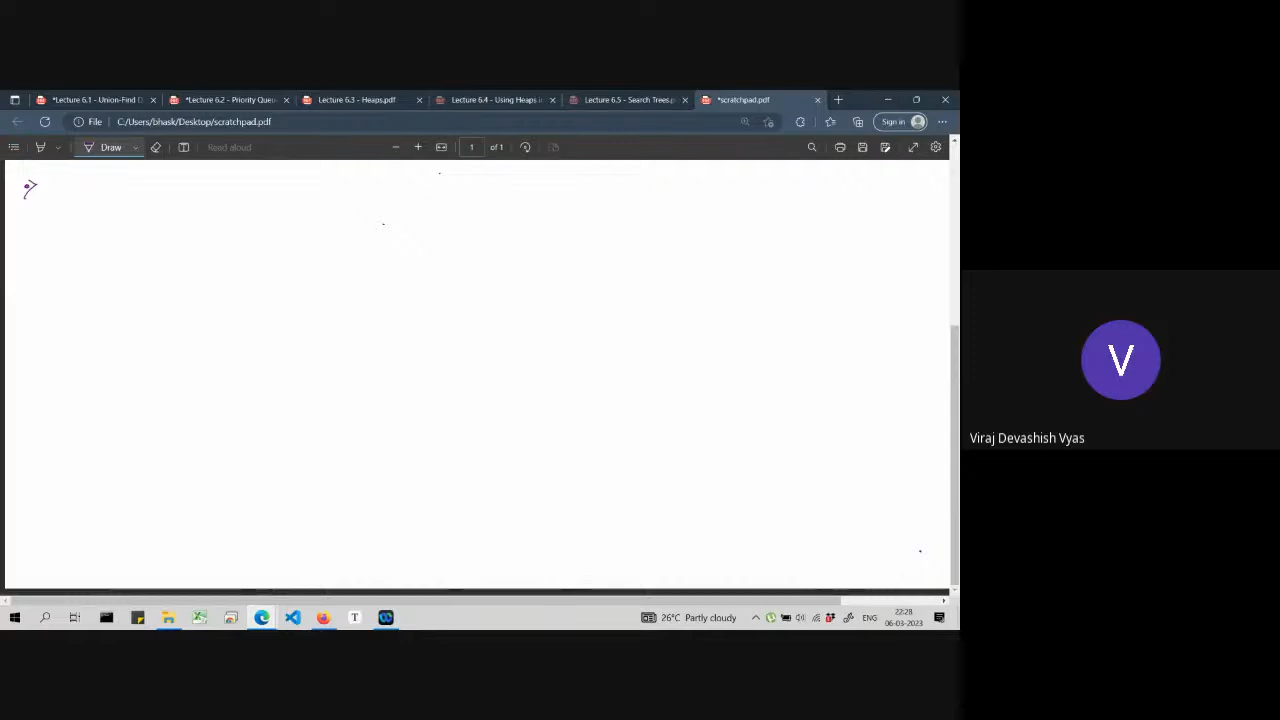 *Lecture 6.1 - Union-Find D
*Lecture 6.2 - Priority Queu
Lecture 6.3 - Heaps.pdf
Lecture 6.4 - Using Heaps i
Lecture 6.5 - Search Trees.p
*scratchpad.pdf
File
C:/Users/bhask/Desktop/scratchpad.pdf
Sign in
Draw
Read aloud
1
of 1
V
Viraj Devashish Vyas
T
26°C Partly cloudy
ENG
22:28
06-03-2023